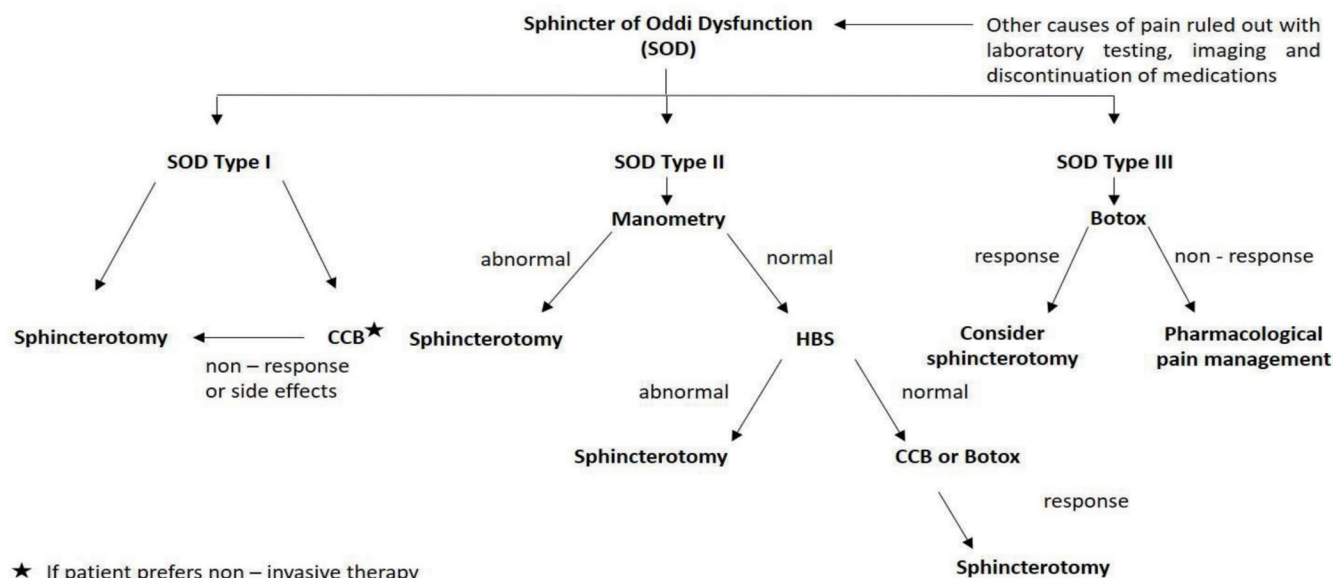 Sphincter of Oddi Dysfunction
(SOD)
Other causes of pain ruled out with
laboratory testing, imaging and
discontinuation of medications
SOD Type I
SOD Type II
SOD Type III
Manometry
Botox
abnormal
normal
response
non - response
Sphincterotomy
CCB★
Sphincterotomy
HBS
Consider
sphincterotomy
Pharmacological
pain management
non – response
or side effects
abnormal
normal
Sphincterotomy
CCB or Botox
response
Sphincterotomy
★ If patient prefers non – invasive therapy